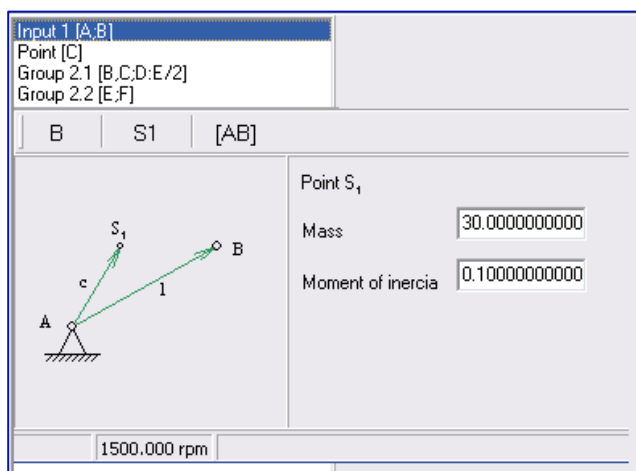 Input 1 [A;B]
Point [C]
Group 2.1 [B,C;D:E/2]
Group 2.2 [E;F]
B S1 [AB]
Point S₁
Mass 30.0000000000
Moment of inercia 0.10000000000
S₁
B
c
l
A
1500.000 rpm